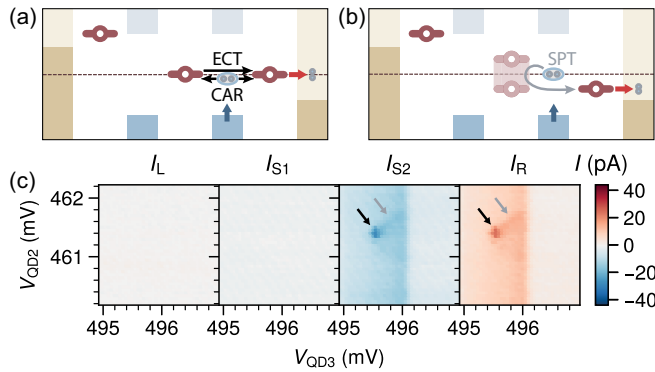 (a)
ECT
CAR
(b)
SPT
(c)
I_L
I_S1
I_S2
I_R
I (pA)
V_QD2 (mV)
462
461
495
496
495
496
495
496
495
496
V_QD3 (mV)
40
20
0
−20
−40